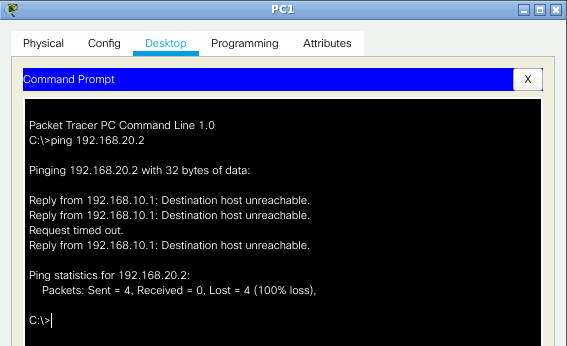 PC1
Physical Config Desktop Programming Attributes
Command Prompt X
Packet Tracer PC Command Line 1.0
C:\>ping 192.168.20.2
Pinging 192.168.20.2 with 32 bytes of data:
Reply from 192.168.10.1: Destination host unreachable.
Reply from 192.168.10.1: Destination host unreachable.
Request timed out.
Reply from 192.168.10.1: Destination host unreachable.
Ping statistics for 192.168.20.2:
Packets: Sent = 4, Received = 0, Lost = 4 (100% loss),
C:\>